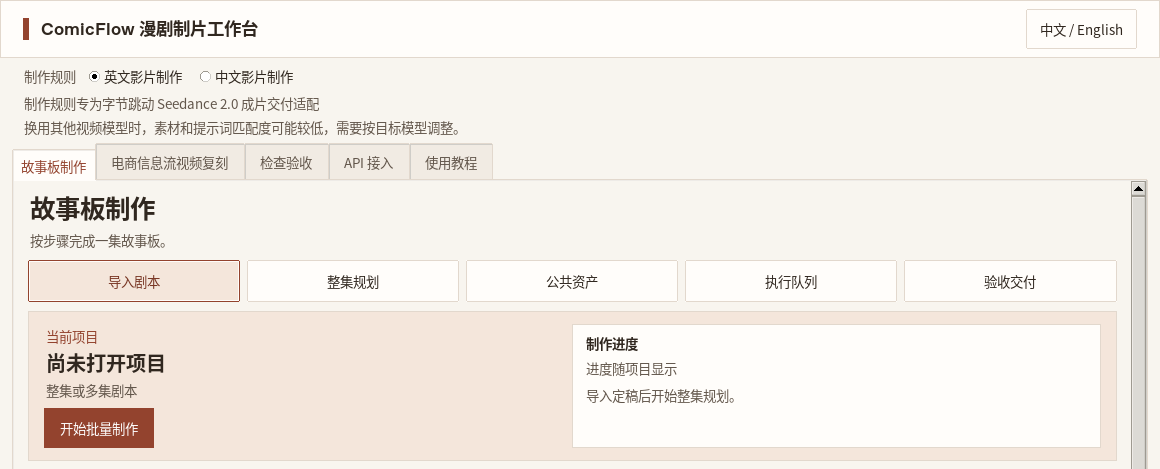 ComicFlow 漫剧制片工作台
中文 / English
制作规则 英文影片制作 中文影片制作
制作规则专为字节跳动 Seedance 2.0 成片交付适配
换用其他视频模型时，素材和提示词匹配度可能较低，需要按目标模型调整。
故事板制作 电商信息流视频复刻 检查验收 API 接入 使用教程
故事板制作
按步骤完成一集故事板。
导入剧本 整集规划 公共资产 执行队列 验收交付
当前项目
尚未打开项目
整集或多集剧本
开始批量制作
制作进度
进度随项目显示
导入定稿后开始整集规划。